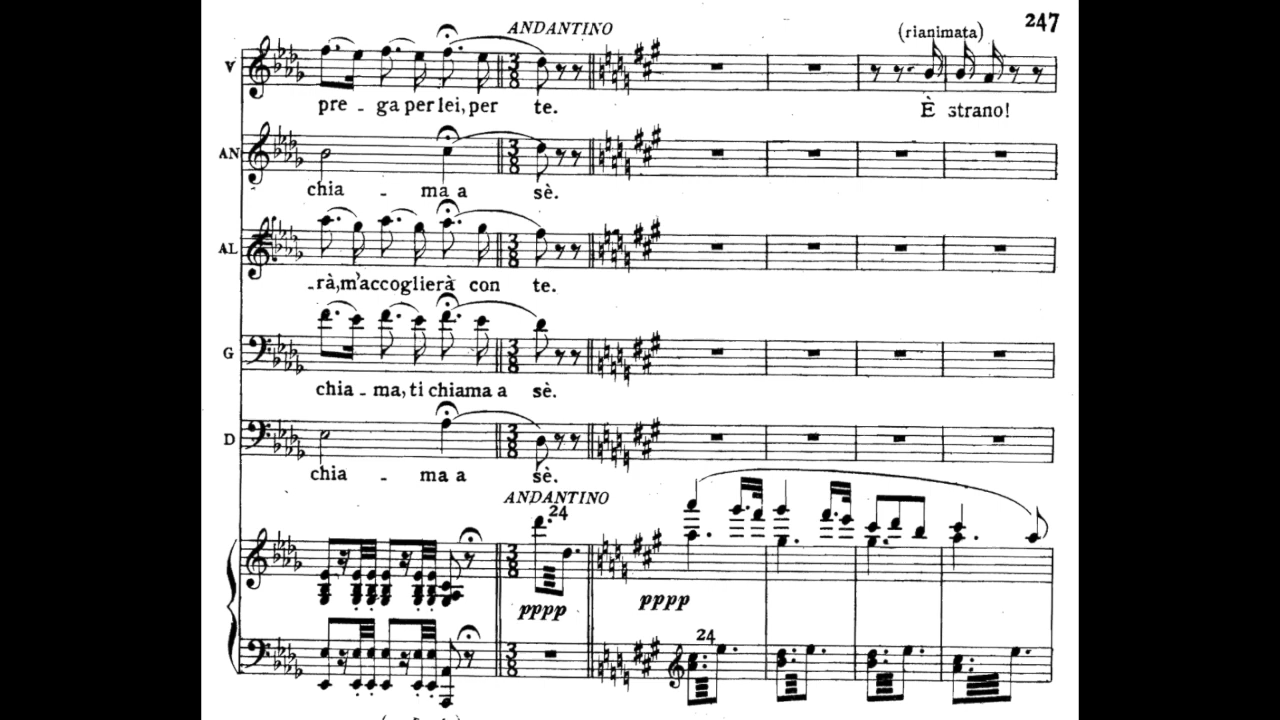 247
ANDANTINO
(rianimata)
V
pre - ga per lei, per te. È strano!
AN
chia - ma a sè.
AL
-rà, m'accoglierà con te.
G
chia - ma, ti chiama a sè.
D
chia - ma a sè.
ANDANTINO
24
pppp
pppp
24